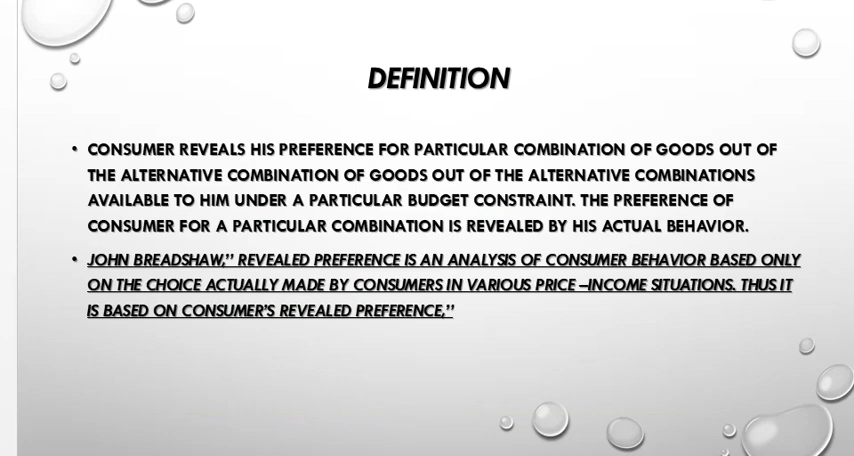 DEFINITION
• CONSUMER REVEALS HIS PREFERENCE FOR PARTICULAR COMBINATION OF GOODS OUT OF
THE ALTERNATIVE COMBINATION OF GOODS OUT OF THE ALTERNATIVE COMBINATIONS
AVAILABLE TO HIM UNDER A PARTICULAR BUDGET CONSTRAINT. THE PREFERENCE OF
CONSUMER FOR A PARTICULAR COMBINATION IS REVEALED BY HIS ACTUAL BEHAVIOR.
• JOHN BREADSHAW,” REVEALED PREFERENCE IS AN ANALYSIS OF CONSUMER BEHAVIOR BASED ONLY
ON THE CHOICE ACTUALLY MADE BY CONSUMERS IN VARIOUS PRICE –INCOME SITUATIONS. THUS IT
IS BASED ON CONSUMER’S REVEALED PREFERENCE,”